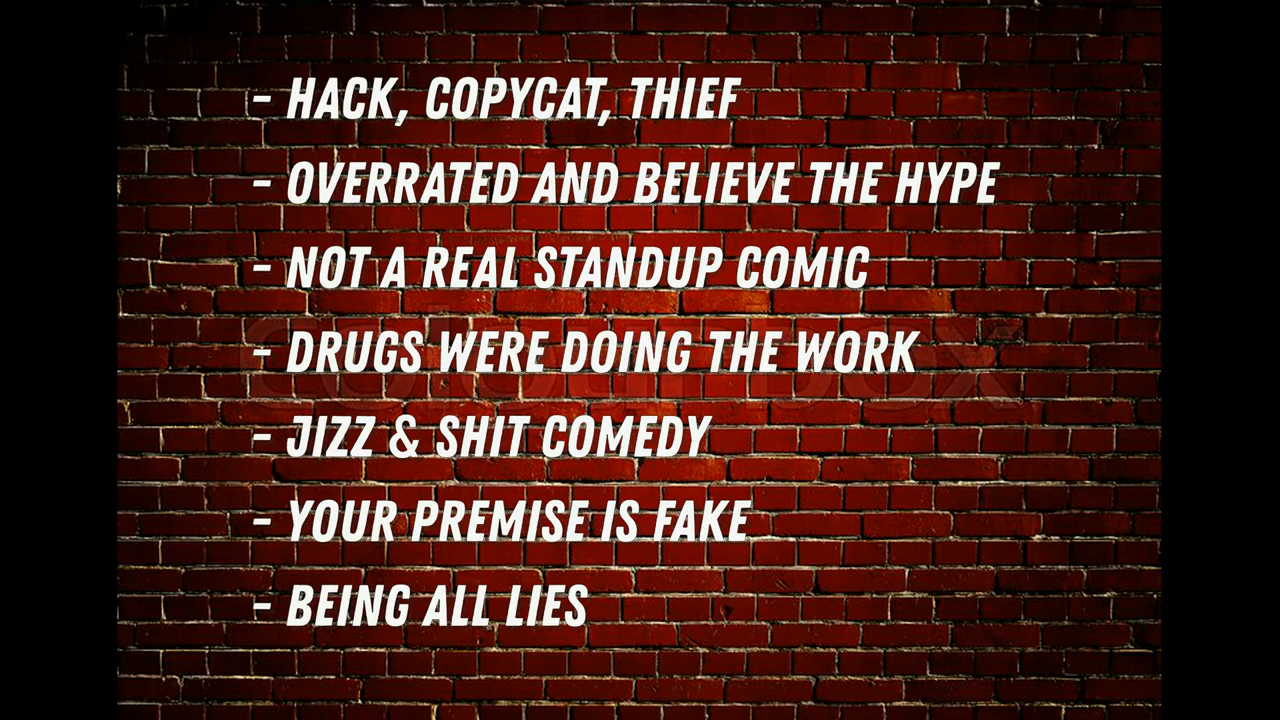 - HACK, COPYCAT, THIEF
- OVERRATED AND BELIEVE THE HYPE
- NOT A REAL STANDUP COMIC
- DRUGS WERE DOING THE WORK
- JIZZ & SHIT COMEDY
- YOUR PREMISE IS FAKE
- BEING ALL LIES